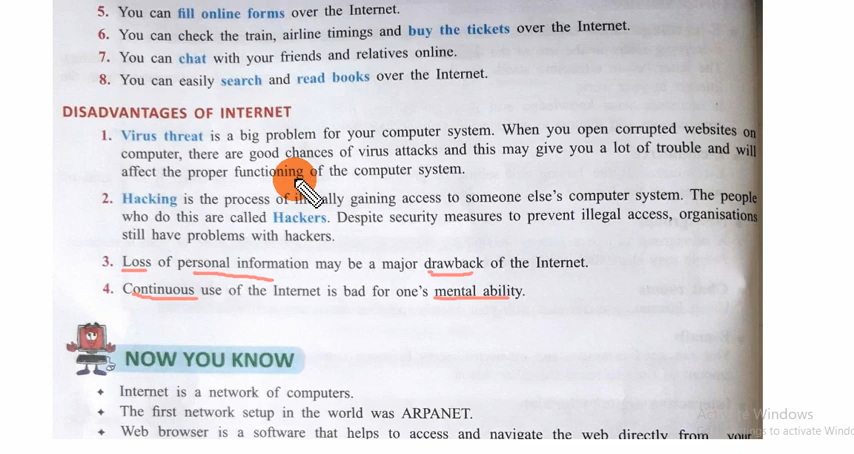 5. You can fill online forms over the Internet.
6. You can check the train, airline timings and buy the tickets over the Internet.
7. You can chat with your friends and relatives online.
8. You can easily search and read books over the Internet.
DISADVANTAGES OF INTERNET
1. Virus threat is a big problem for your computer system. When you open corrupted websites on
computer, there are good chances of virus attacks and this may give you a lot of trouble and will
affect the proper functioning of the computer system.
2. Hacking is the process of ally gaining access to someone else's computer system. The people
who do this are called Hackers. Despite security measures to prevent illegal access, organisations
still have problems with hackers.
3. Loss of personal information may be a major drawback of the Internet.
4. Continuous use of the Internet is bad for one's mental ability.
NOW YOU KNOW
✦ Internet is a network of computers.
✦ The first network setup in the world was ARPANET.
✦ Web browser is a software that helps to access and navigate the web directly from your
Activate Windows
to activate Windo